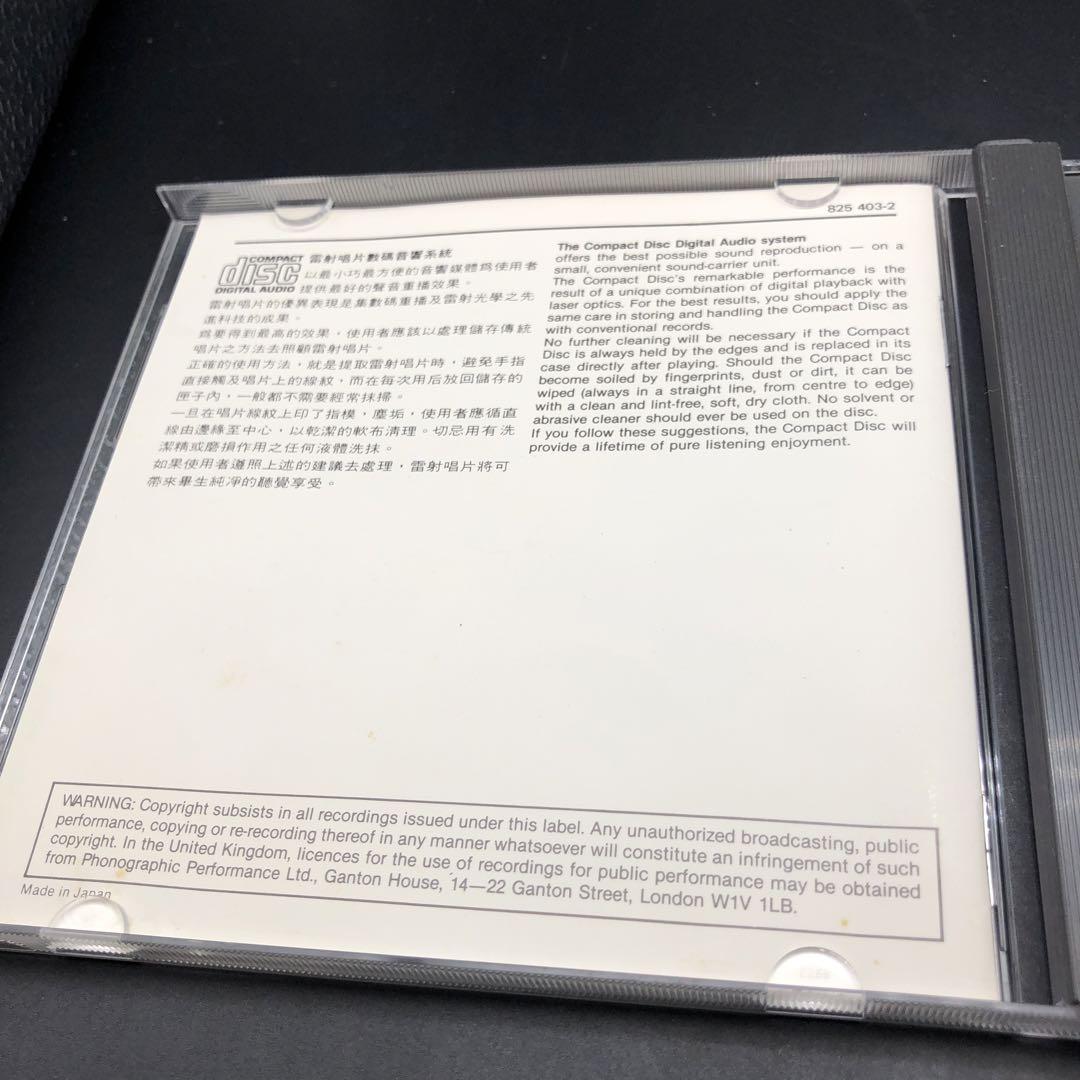 825 403-2
COMPACT
disc
DIGITAL AUDIO
雷射唱片數碼音響系統
以最小巧最方便的音響媒體爲使用者
提供最好的聲音重播效果。
雷射唱片的優異表現是集數碼重播及雷射光學之先
進科技的成果。
爲要得到最高的效果，使用者應該以處理儲存傳統
唱片之方法去照顧雷射唱片。
正確的使用方法，就是提取雷射唱片時，避免手指
直接觸及唱片上的線紋，而在每次用后放回儲存的
匣子內，一般都不需要經常抹掃。
一旦在唱片線紋上印了指模，塵垢，使用者應循直
線由邊緣至中心，以乾潔的軟布清理。切忌用有洗
潔精或磨損作用之任何液體洗抹。
如果使用者遵照上述的建議去處理，雷射唱片將可
帶來畢生純凈的聽覺享受。
The Compact Disc Digital Audio system
offers the best possible sound reproduction — on a
small, convenient sound-carrier unit.
The Compact Disc's remarkable performance is the
result of a unique combination of digital playback with
laser optics. For the best results, you should apply the
same care in storing and handling the Compact Disc as
with conventional records.
No further cleaning will be necessary if the Compact
Disc is always held by the edges and is replaced in its
case directly after playing. Should the Compact Disc
become soiled by fingerprints, dust or dirt, it can be
wiped (always in a straight line, from centre to edge)
with a clean and lint-free, soft, dry cloth. No solvent or
abrasive cleaner should ever be used on the disc.
If you follow these suggestions, the Compact Disc will
provide a lifetime of pure listening enjoyment.
WARNING: Copyright subsists in all recordings issued under this label. Any unauthorized broadcasting, public
performance, copying or re-recording thereof in any manner whatsoever will constitute an infringement of such
copyright. In the United Kingdom, licences for the use of recordings for public performance may be obtained
from Phonographic Performance Ltd., Ganton House, 14—22 Ganton Street, London W1V 1LB.
Made in Japan